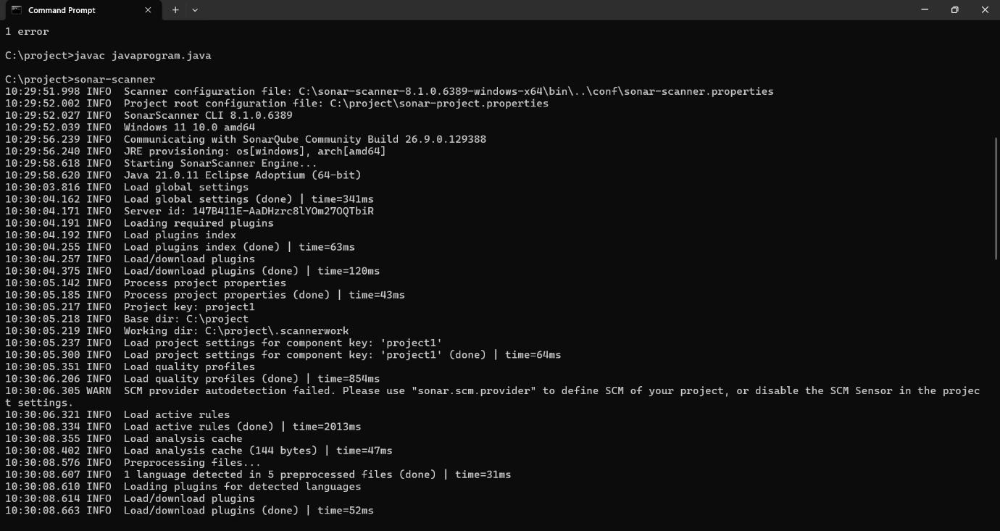 Command Prompt
1 error
C:\project>javac javaprogram.java
C:\project>sonar-scanner
10:29:51.998 INFO  Scanner configuration file: C:\sonar-scanner-8.1.0.6389-windows-x64\bin\..\conf\sonar-scanner.properties
10:29:52.002 INFO  Project root configuration file: C:\project\sonar-project.properties
10:29:52.027 INFO  SonarScanner CLI 8.1.0.6389
10:29:52.039 INFO  Windows 11 10.0 amd64
10:29:56.239 INFO  Communicating with SonarQube Community Build 26.9.0.129388
10:29:56.240 INFO  JRE provisioning: os[windows], arch[amd64]
10:29:58.618 INFO  Starting SonarScanner Engine...
10:29:58.620 INFO  Java 21.0.11 Eclipse Adoptium (64-bit)
10:30:03.816 INFO  Load global settings
10:30:04.162 INFO  Load global settings (done) | time=341ms
10:30:04.171 INFO  Server id: 147B411E-AaDHzrc8lYOm27OQTbiR
10:30:04.191 INFO  Loading required plugins
10:30:04.192 INFO  Load plugins index
10:30:04.255 INFO  Load plugins index (done) | time=63ms
10:30:04.257 INFO  Load/download plugins
10:30:04.375 INFO  Load/download plugins (done) | time=120ms
10:30:05.142 INFO  Process project properties
10:30:05.185 INFO  Process project properties (done) | time=43ms
10:30:05.217 INFO  Project key: project1
10:30:05.218 INFO  Base dir: C:\project
10:30:05.219 INFO  Working dir: C:\project\.scannerwork
10:30:05.237 INFO  Load project settings for component key: 'project1'
10:30:05.300 INFO  Load project settings for component key: 'project1' (done) | time=64ms
10:30:05.351 INFO  Load quality profiles
10:30:06.206 INFO  Load quality profiles (done) | time=854ms
10:30:06.305 WARN  SCM provider autodetection failed. Please use "sonar.scm.provider" to define SCM of your project, or disable the SCM Sensor in the projec
t settings.
10:30:06.321 INFO  Load active rules
10:30:08.334 INFO  Load active rules (done) | time=2013ms
10:30:08.355 INFO  Load analysis cache
10:30:08.402 INFO  Load analysis cache (144 bytes) | time=47ms
10:30:08.576 INFO  Preprocessing files...
10:30:08.607 INFO  1 language detected in 5 preprocessed files (done) | time=31ms
10:30:08.610 INFO  Loading plugins for detected languages
10:30:08.614 INFO  Load/download plugins
10:30:08.663 INFO  Load/download plugins (done) | time=52ms